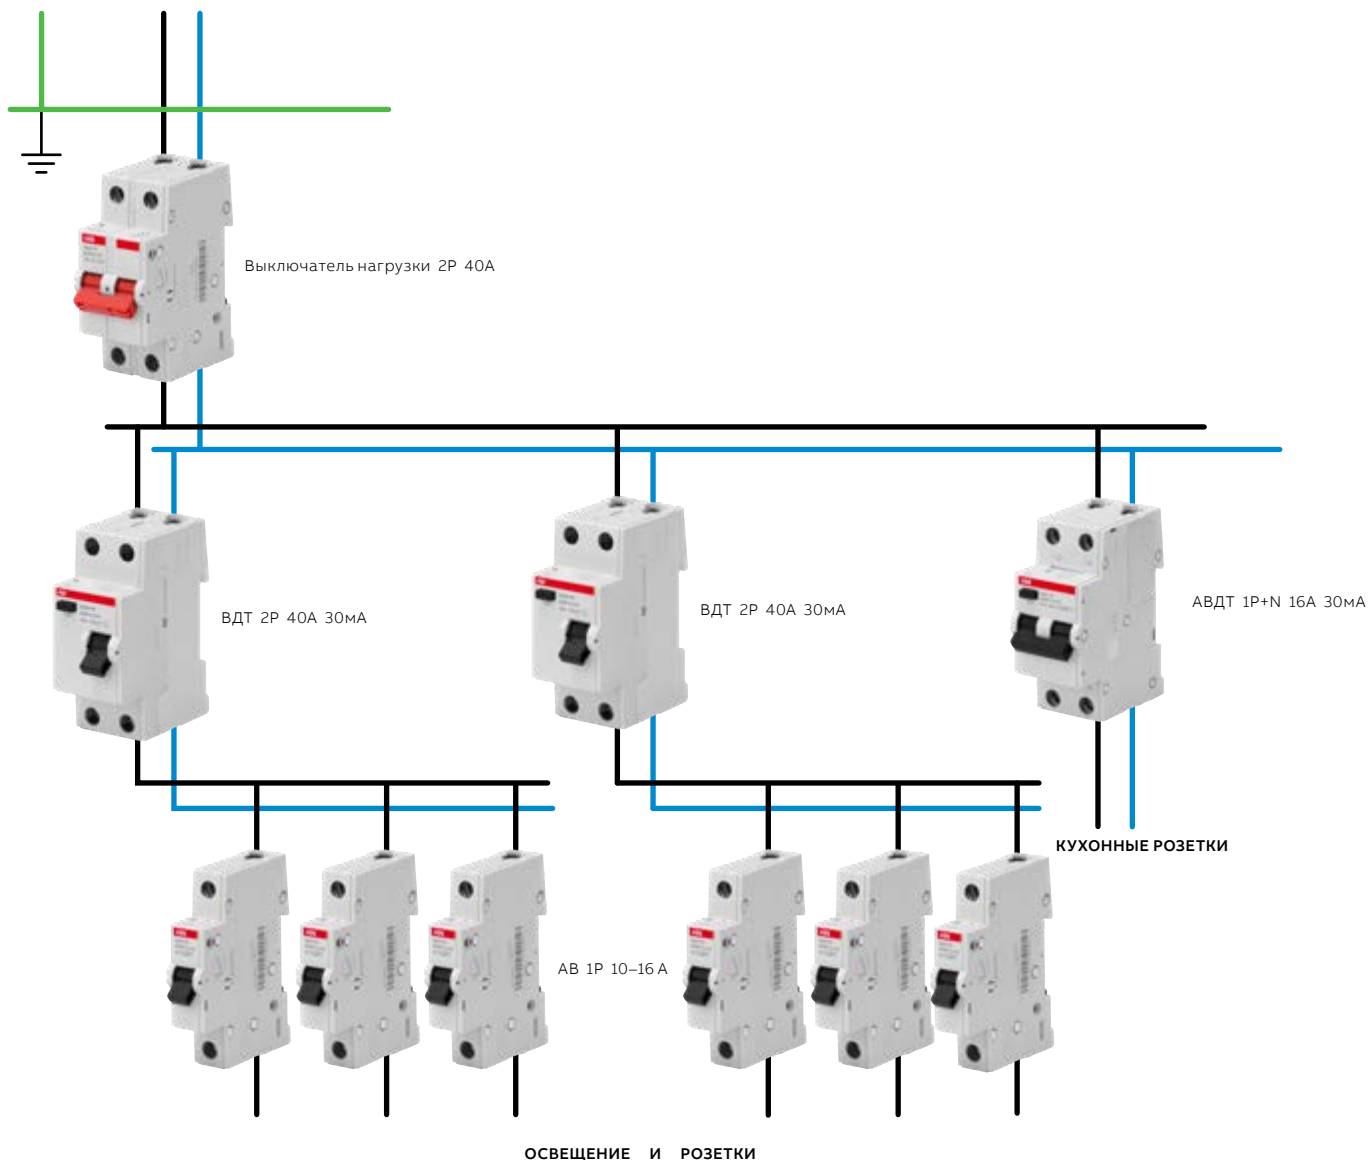 Выключатель нагрузки 2P 40A
ВДТ 2P 40A 30мА
ВДТ 2P 40A 30мА
АВДТ 1P+N 16A 30мА
КУХОННЫЕ РОЗЕТКИ
АВ 1P 10–16 А
ОСВЕЩЕНИЕ И РОЗЕТКИ